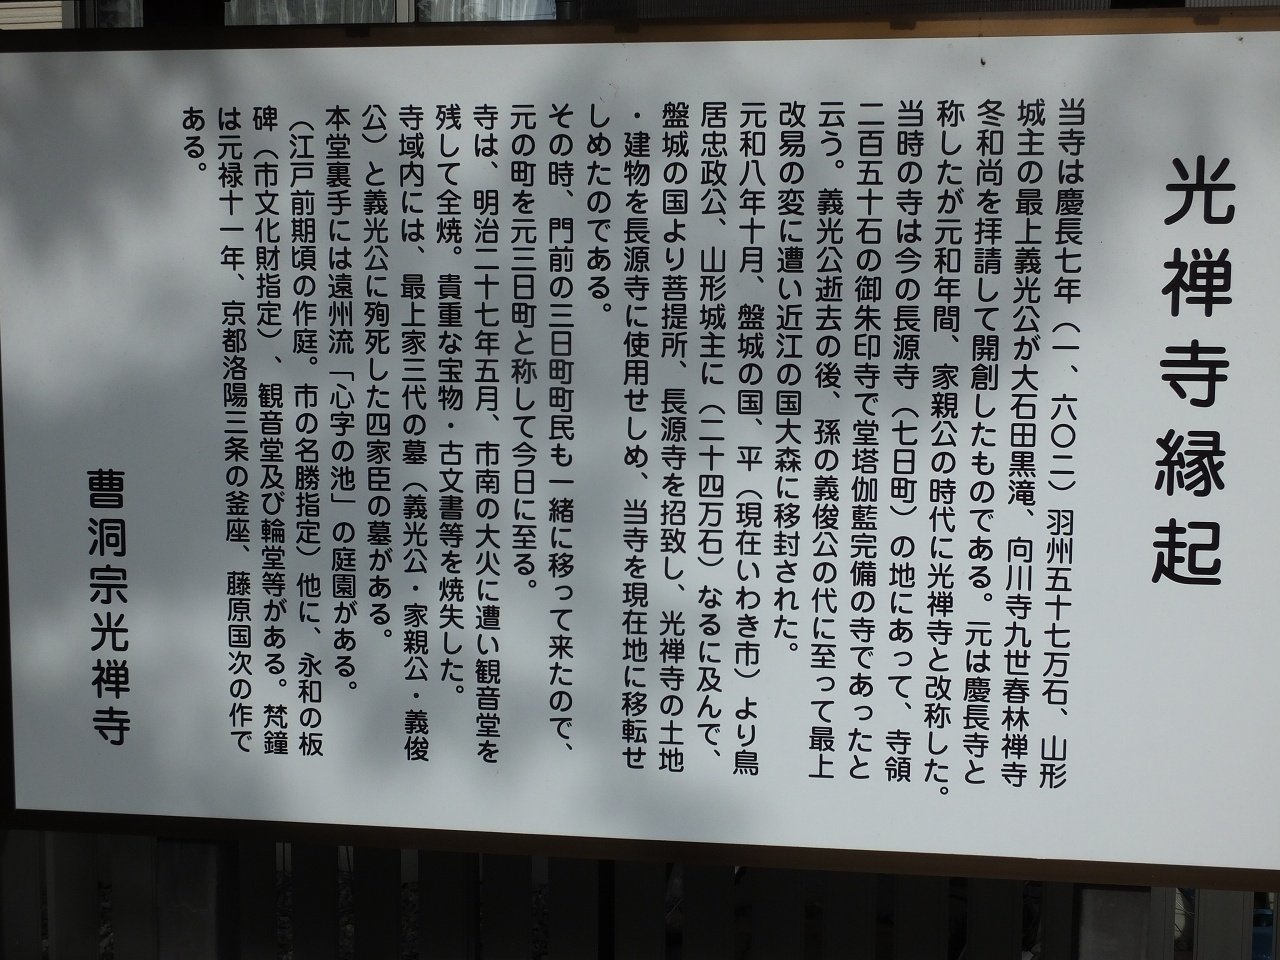 光禅寺縁起
当寺は慶長七年（一、六〇二）羽州五十七万石、山形
城主の最上義光公が大石田黒滝、向川寺九世春林禅寺
冬和尚を拝請して開創したものである。元は慶長寺と
称したが元和年間、家親公の時代に光禅寺と改称した。
当時の寺は今の長源寺（七日町）の地にあって、寺領
二百五十石の御朱印寺で堂塔伽藍完備の寺であったと
云う。義光公逝去の後、孫の義俊公の代に至って最上
改易の変に遭い近江の国大森に移封された。
元和八年十月、盤城の国、平（現在いわき市）より鳥
居忠政公、山形城主に（二十四万石）なるに及んで、
盤城の国より菩提所、長源寺を招致し、光禅寺の土地
・建物を長源寺に使用せしめ、当寺を現在地に移転せ
しめたのである。
その時、門前の三日町町民も一緒に移って来たので、
元の町を元三日町と称して今日に至る。
寺は、明治二十七年五月、市南の大火に遭い観音堂を
残して全焼。貴重な宝物・古文書等を焼失した。
寺域内には、最上家三代の墓（義光公・家親公・義俊
公）と義光公に殉死した四家臣の墓がある。
本堂裏手には遠州流「心字の池」の庭園がある。
（江戸前期頃の作庭。市の名勝指定）他に、永和の板
碑（市文化財指定）、観音堂及び輪堂等がある。梵鐘
は元禄十一年、京都洛陽三条の釜座、藤原国次の作で
ある。
曹洞宗光禅寺